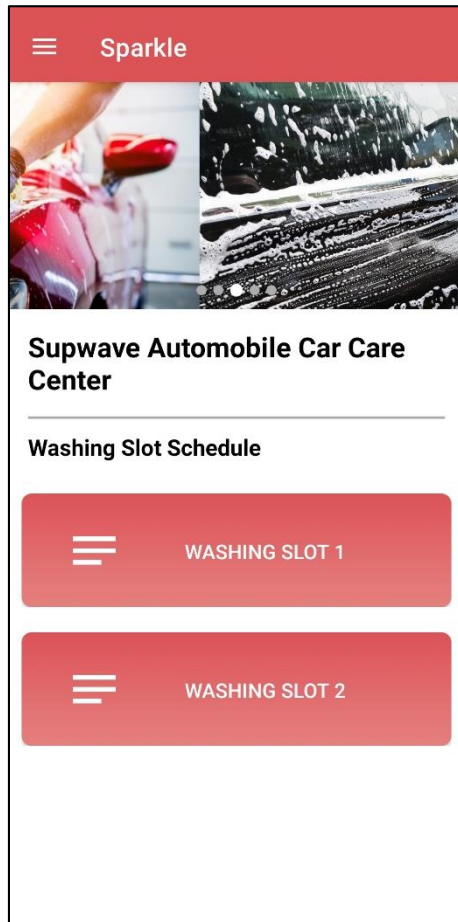 Sparkle
Supwave Automobile Car Care
Center
Washing Slot Schedule
WASHING SLOT 1
WASHING SLOT 2